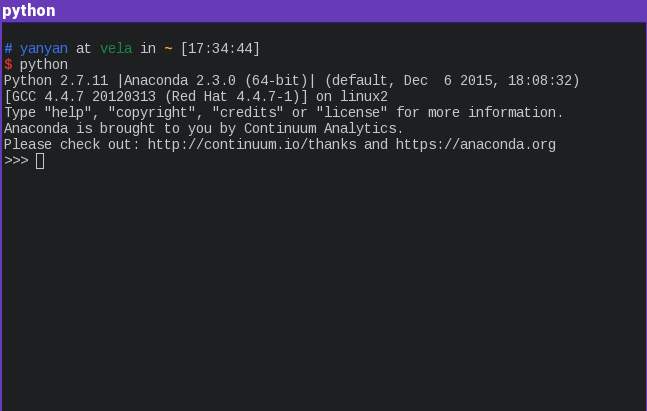 python
# yanyan at vela in ~ [17:34:44]
$ python
Python 2.7.11 |Anaconda 2.3.0 (64-bit)| (default, Dec  6 2015, 18:08:32)
[GCC 4.4.7 20120313 (Red Hat 4.4.7-1)] on linux2
Type "help", "copyright", "credits" or "license" for more information.
Anaconda is brought to you by Continuum Analytics.
Please check out: http://continuum.io/thanks and https://anaconda.org
>>>